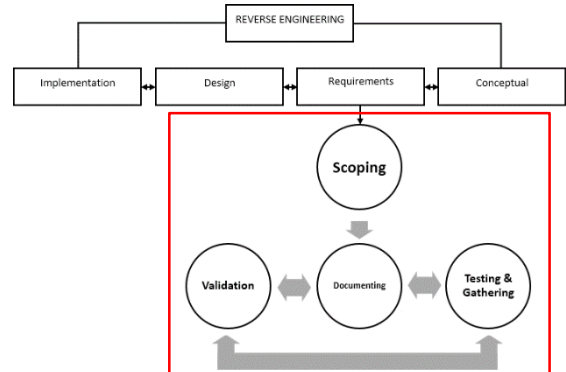 REVERSE ENGINEERING
Implementation
Design
Requirements
Conceptual
Scoping
Validation
Documenting
Testing &
Gathering